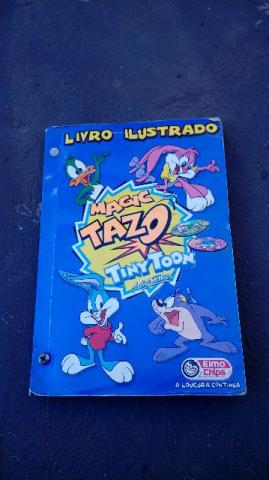 LIVRO ILUSTRADO
MAGIC
TAZO
TINY TOON
Elma
Chips
A LOUCURA CONTINUA